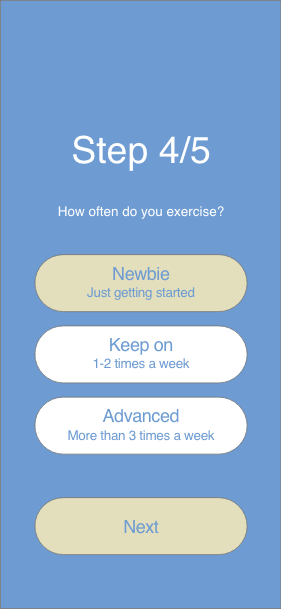 Step 4/5
How often do you exercise?
Newbie
Just getting started
Keep on
1-2 times a week
Advanced
More than 3 times a week
Next